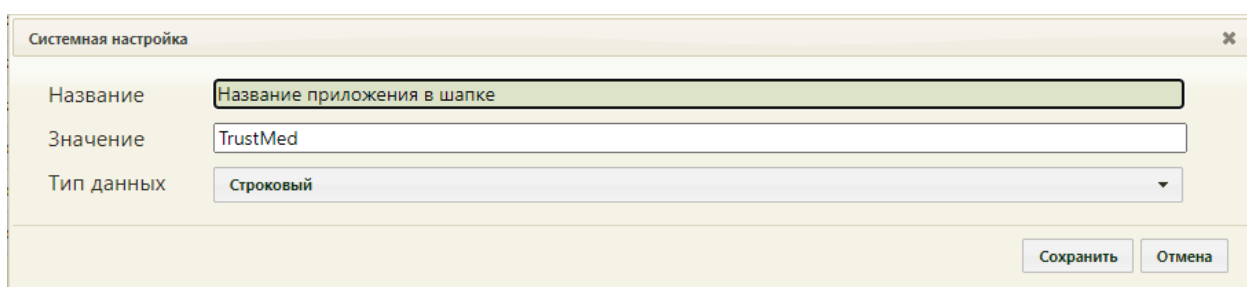 Системная настройка
Название Название приложения в шапке
Значение TrustMed
Тип данных Строковый
Сохранить Отмена